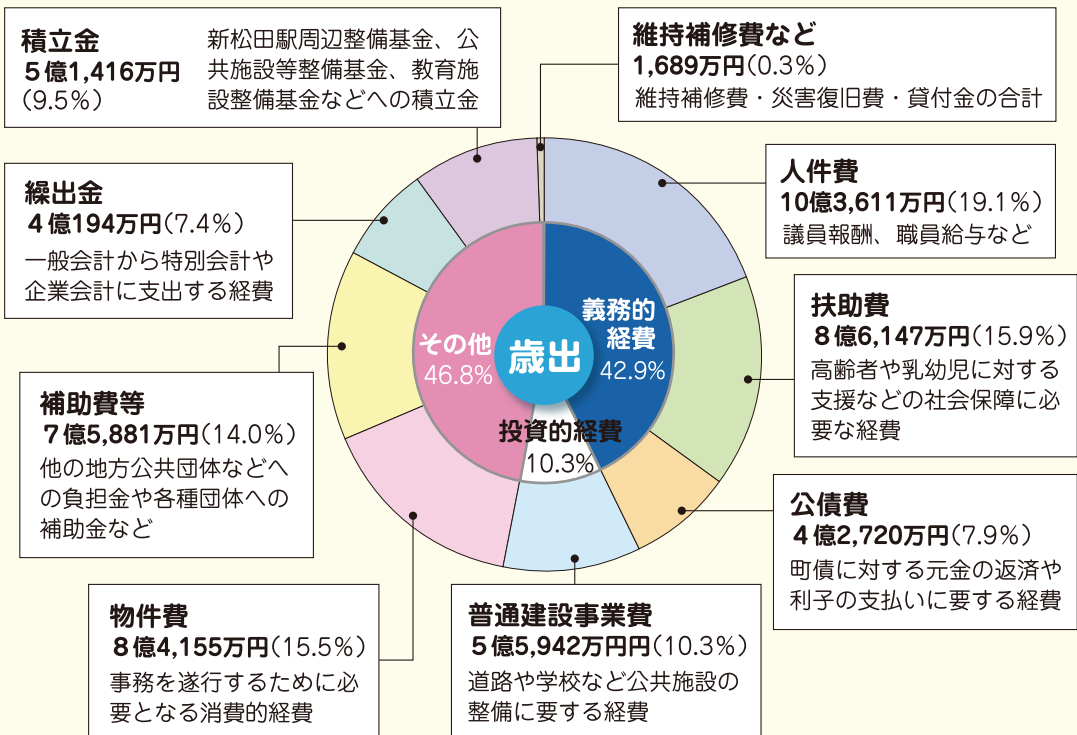 積立金
5億1,416万円
(9.5%)
新松田駅周辺整備基金、公
共施設等整備基金、教育施
設整備基金などへの積立金
維持補修費など
1,689万円(0.3%)
維持補修費・災害復旧費・貸付金の合計
繰出金
4億194万円(7.4%)
一般会計から特別会計や
企業会計に支出する経費
人件費
10億3,611万円(19.1%)
議員報酬、職員給与など
扶助費
8億6,147万円(15.9%)
高齢者や乳幼児に対する
支援などの社会保障に必
要な経費
義務的
経費
42.9%
その他
46.8%
歳出
投資的経費
10.3%
補助費等
7億5,881万円(14.0%)
他の地方公共団体などへ
の負担金や各種団体への
補助金など
公債費
4億2,720万円(7.9%)
町債に対する元金の返済や
利子の支払いに要する経費
物件費
8億4,155万円(15.5%)
事務を遂行するために必
要となる消費的経費
普通建設事業費
5億5,942万円円(10.3%)
道路や学校など公共施設の
整備に要する経費